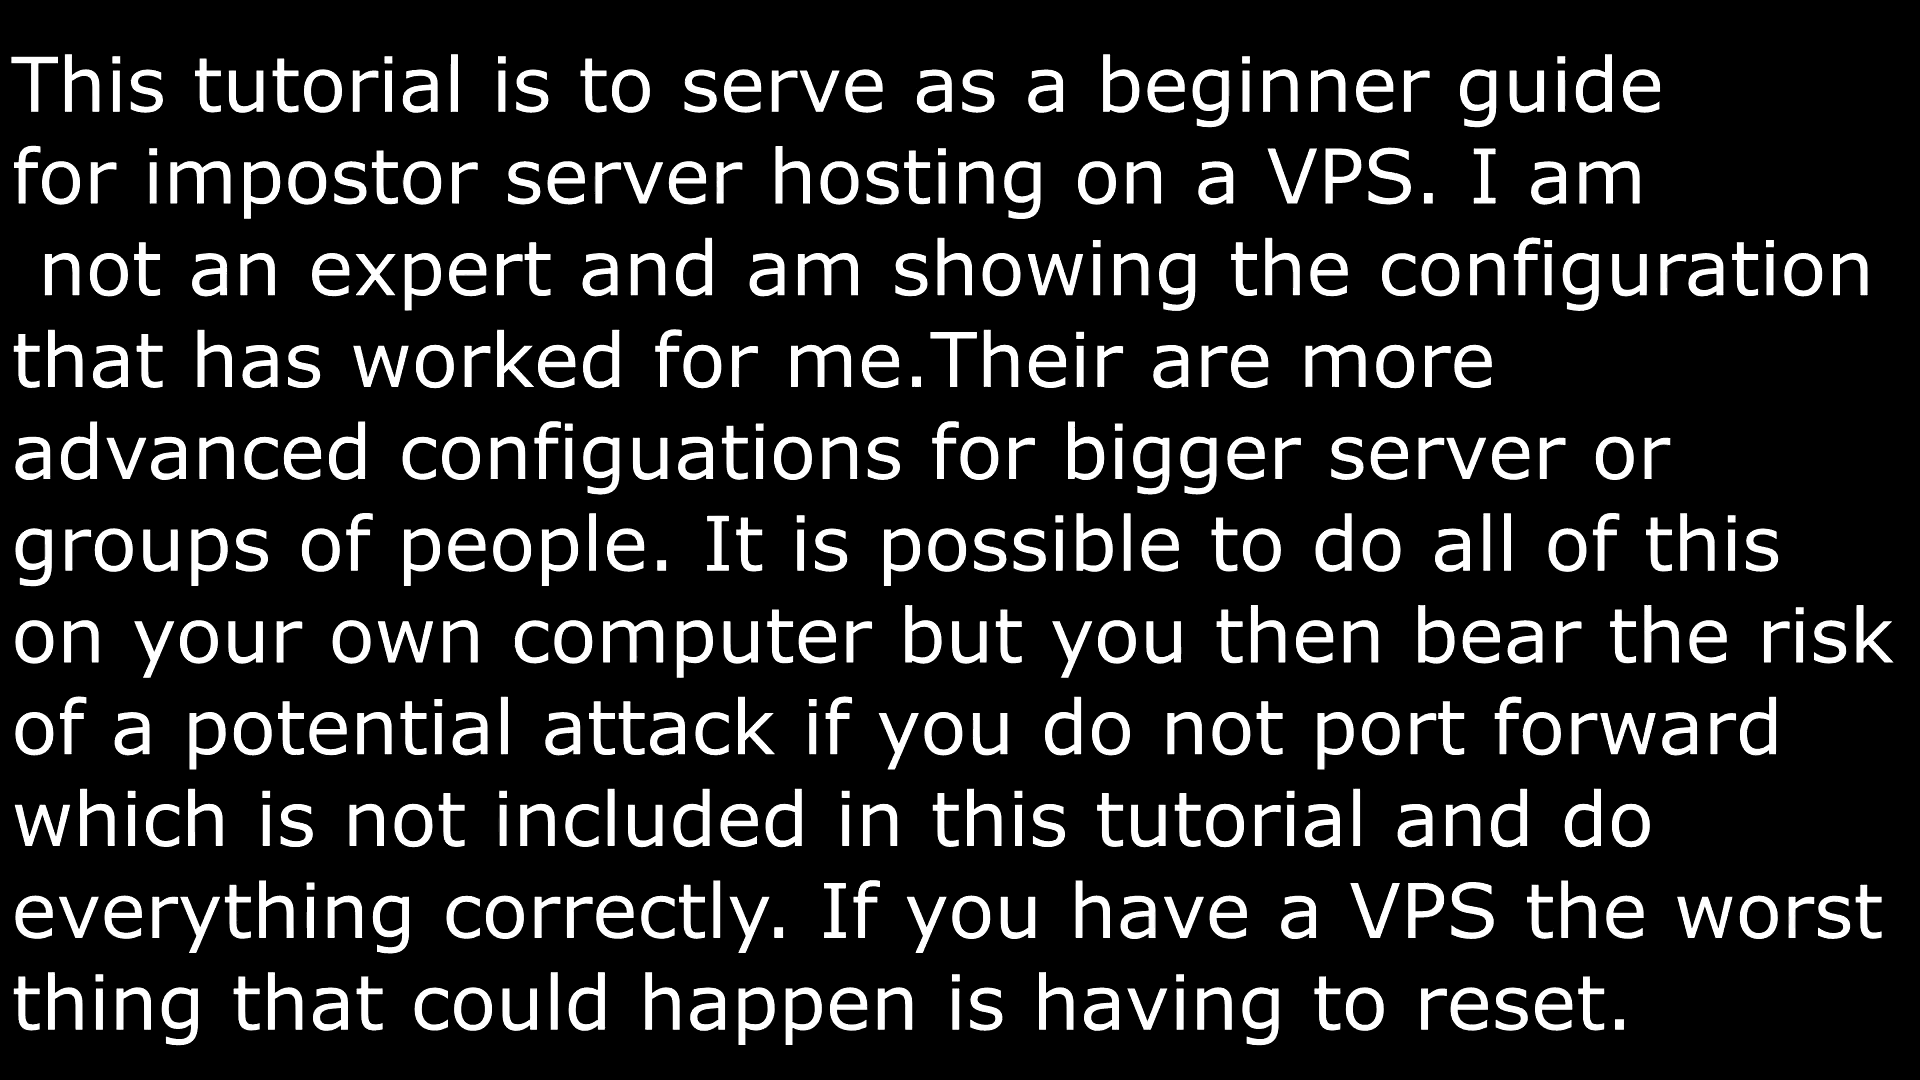 This tutorial is to serve as a beginner guide
for impostor server hosting on a VPS. I am
not an expert and am showing the configuration
that has worked for me.Their are more
advanced configuations for bigger server or
groups of people. It is possible to do all of this
on your own computer but you then bear the risk
of a potential attack if you do not port forward
which is not included in this tutorial and do
everything correctly. If you have a VPS the worst
thing that could happen is having to reset.